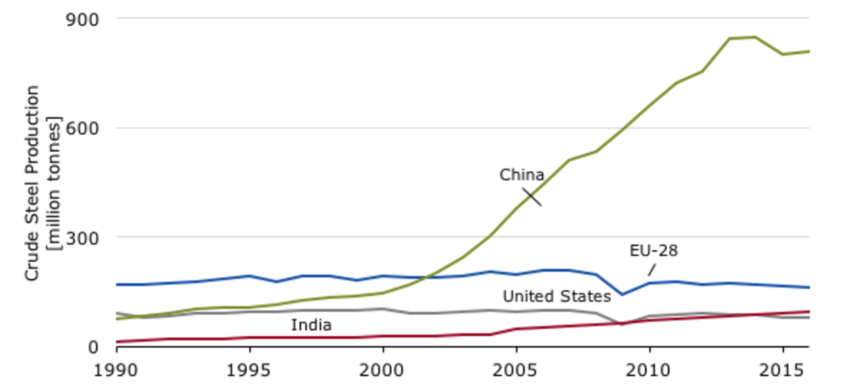 Crude Steel Production
[million tonnes]
900
600
300
0
China
EU-28
United States
India
1990 1995 2000 2005 2010 2015